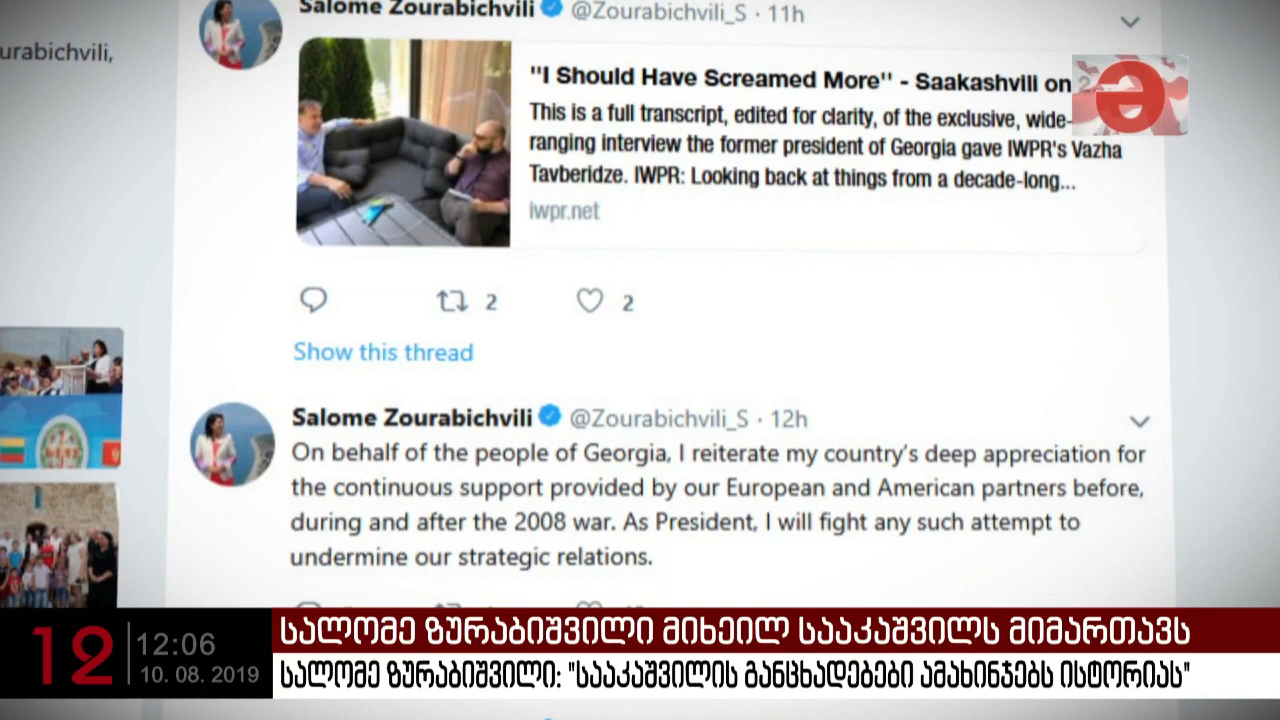 Salome Zourabichvili @Zourabichvili_S · 11h
urabichvili,
"I Should Have Screamed More" - Saakashvili on
This is a full transcript, edited for clarity, of the exclusive, wide-
ranging interview the former president of Georgia gave IWPR's Vazha
Tavberidze. IWPR: Looking back at things from a decade-long...
iwpr.net
2 2
Show this thread
Salome Zourabichvili @Zourabichvili_S · 12h
On behalf of the people of Georgia, I reiterate my country's deep appreciation for
the continuous support provided by our European and American partners before,
during and after the 2008 war. As President, I will fight any such attempt to
undermine our strategic relations.
12
12:06
10. 08. 2019
სალომე ზურაბიშვილი მიხეილ სააკაშვილს მიმართავს
სალომე ზურაბიშვილი: "სააკაშვილის განცხადებები ამახინჯებს ისტორიას"